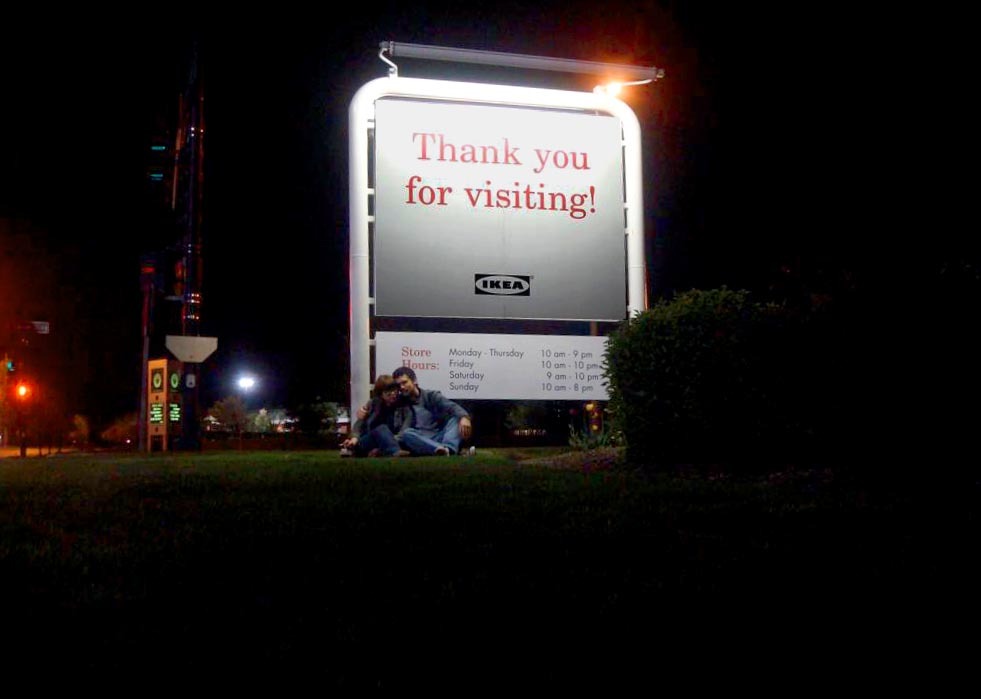 Thank you
for visiting!
IKEA
Store
Hours:
Monday - Thursday 10 am - 9 pm
Friday 10 am - 10 pm
Saturday 9 am - 10 pm
Sunday 10 am - 8 pm